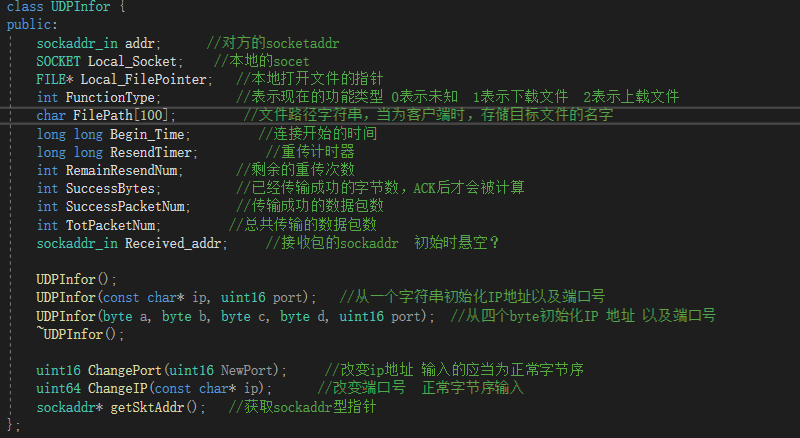 class UDPInfor {
public:
sockaddr_in addr; //对方的socketaddr
SOCKET Local_Socket; //本地的socet
FILE* Local_FilePointer; //本地打开文件的指针
int FunctionType; //表示现在的功能类型 0表示未知 1表示下载文件 2表示上载文件
char FilePath[100]; //文件路径字符串，当为客户端时，存储目标文件的名字
long long Begin_Time; //连接开始的时间
long long ResendTimer; //重传计时器
int RemainResendNum; //剩余的重传次数
int SuccessBytes; //已经传输成功的字节数，ACK后才会被计算
int SuccessPacketNum; //传输成功的数据包数
int TotPacketNum; //总共传输的数据包数
sockaddr_in Received_addr; //接收包的sockaddr 初始时悬空？
UDPInfor();
UDPInfor(const char* ip, uint16 port); //从一个字符串初始化IP地址以及端口号
UDPInfor(byte a, byte b, byte c, byte d, uint16 port); //从四个byte初始化IP 地址 以及端口号
~UDPInfor();
uint16 ChangePort(uint16 NewPort); //改变ip地址 输入的应当为正常字节序
uint64 ChangeIP(const char* ip); //改变端口号 正常字节序输入
sockaddr* getSktAddr(); //获取sockaddr型指针
};